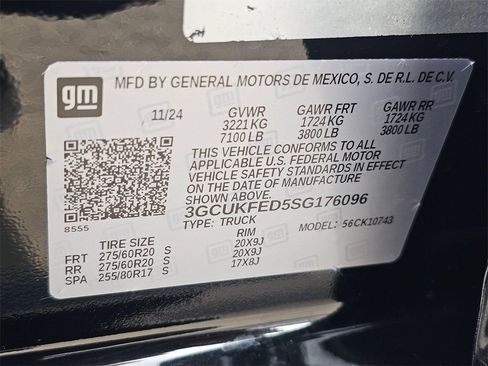 gm
MFD BY GENERAL MOTORS DE MEXICO, S. DE R.L. DE C.V.
11/24 GVWR GAWR FRT GAWR RR
3221 KG 1724 KG 1724 KG
7100 LB 3800 LB 3800 LB
THIS VEHICLE CONFORMS TO ALL
APPLICABLE U.S. FEDERAL MOTOR
VEHICLE SAFETY STANDARDS IN EFFECT
ON THE DATE OF MANUFACTURE
SHOWN ABOVE.
3GCUKFED5SG176096
8555 TYPE: TRUCK MODEL: 56CK10743
TIRE SIZE RIM
FRT 275/60R20 S 20X9J
RR 275/60R20 S 20X9J
SPA 255/80R17 S 17X8J